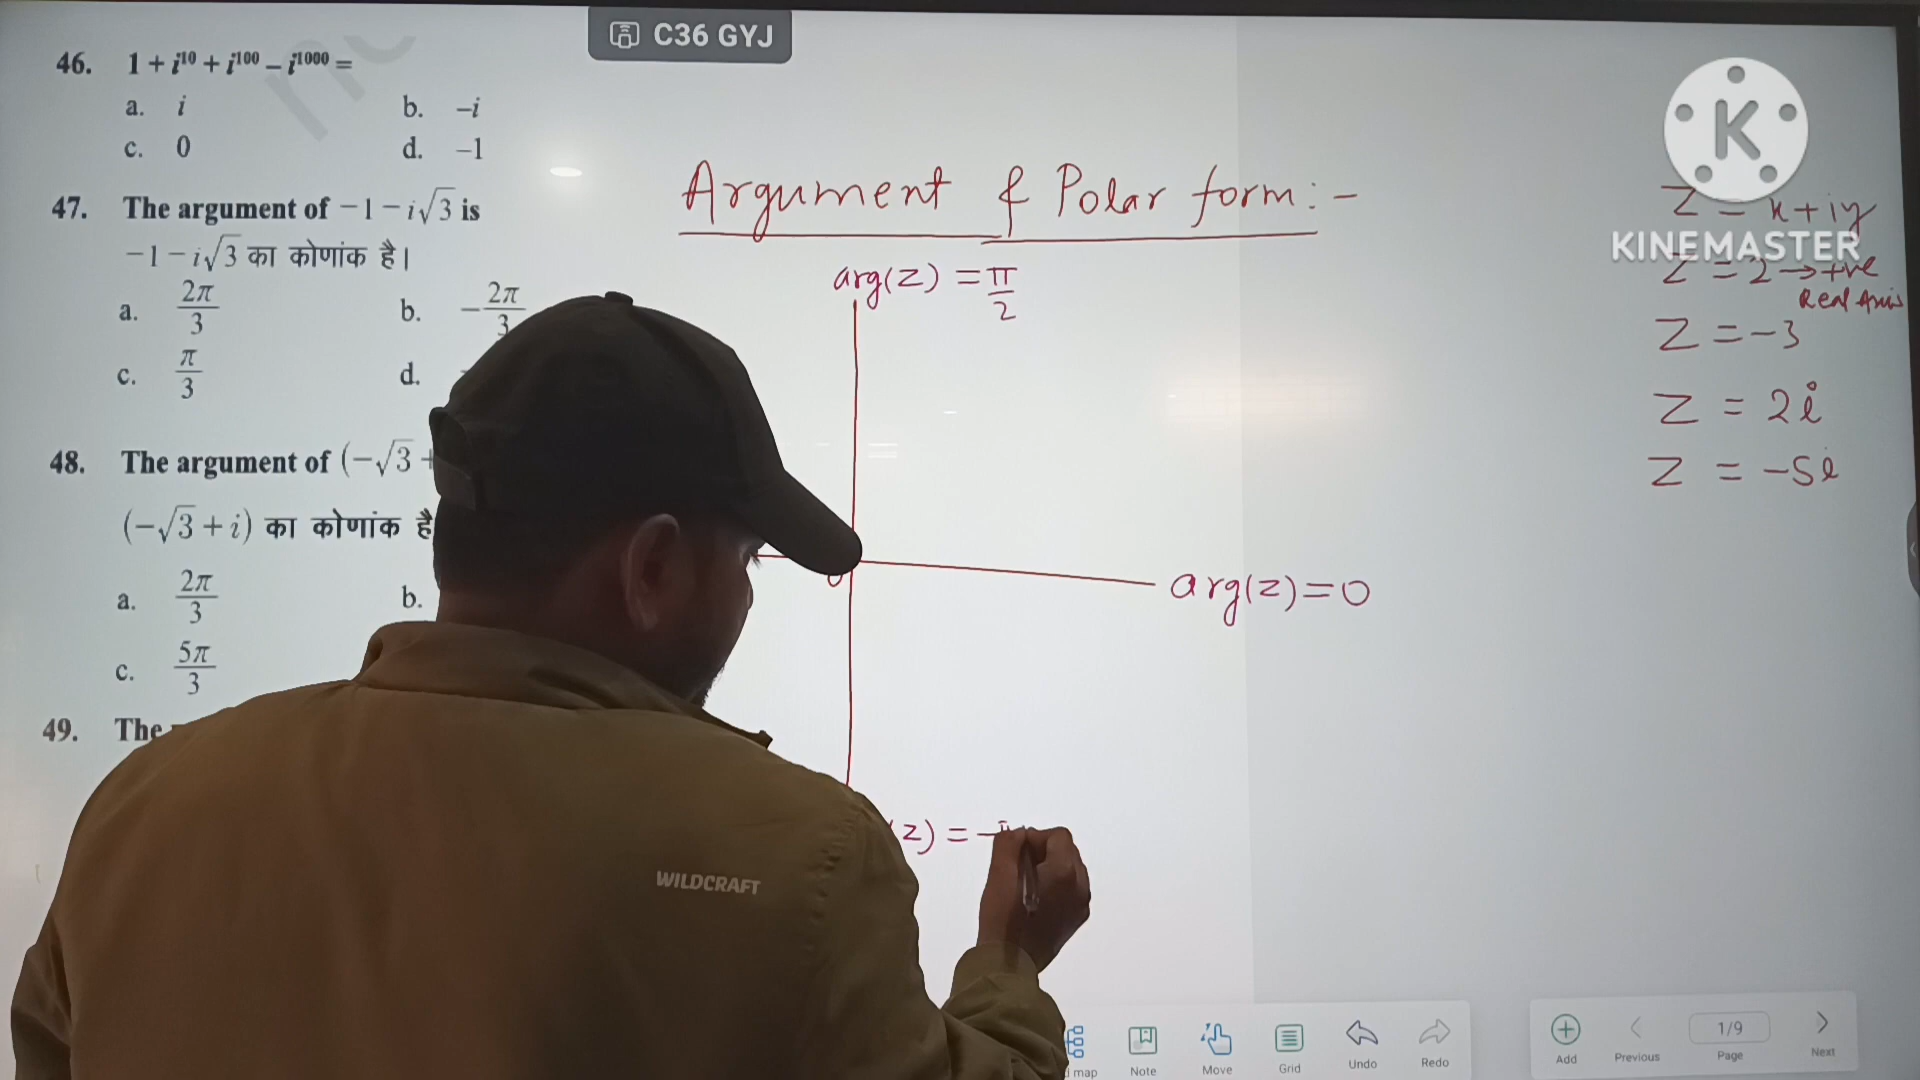 C36 GYJ
46. 1 + i¹⁰ + i¹⁰⁰ – i¹⁰⁰⁰ =
a. i b. –i
c. 0 d. –1
47. The argument of −1 − i√3 is
−1 − i√3 का कोणांक है।
a. 2π/3 b. −2π/3
c. π/3 d.
48. The argument of (−√3 +
(−√3 + i) का कोणांक है
a. 2π/3 b.
c. 5π/3
49. The
Argument & Polar form:-
arg(z) = π/2
arg(z)=0
(z) = -
K
KINEMASTER
Z = x+iy
Z = 2 → +ve
Real Axis
Z = -3
Z = 2i
Z = -5i
WILDCRAFT
map Note Move Grid Undo Redo
Add Previous 1/9 Page Next